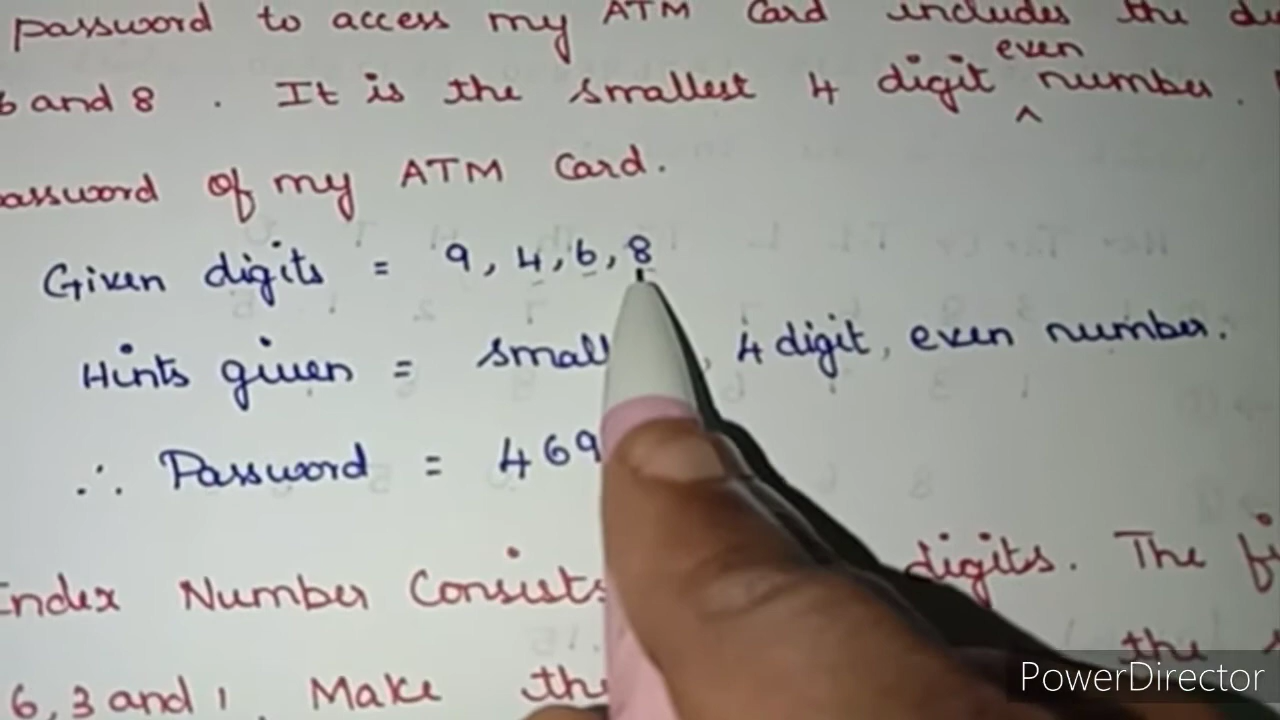 password to access my ATM Card includes the
6 and 8 . It is the smallest 4 digit even number.
password of my ATM Card.
Given digits = 9, 4, 6, 8
Hints given = small , 4 digit, even number.
∴ Password = 469
Index Number Consists digits. The
6, 3 and 1. Make the
PowerDirector